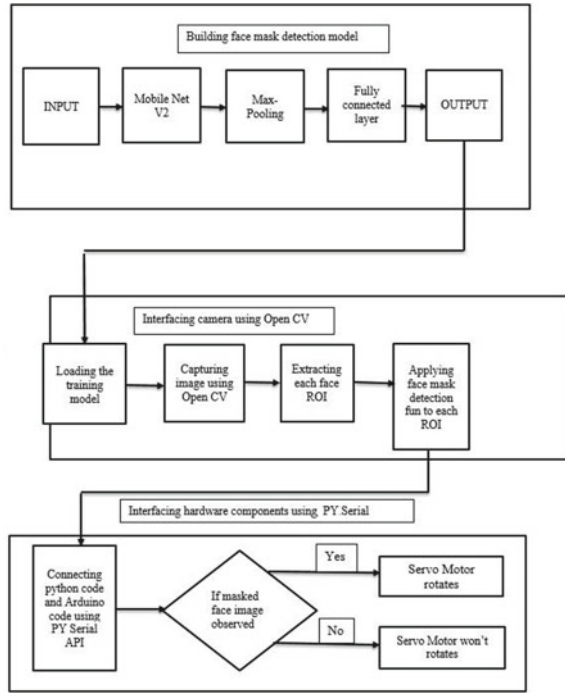 Building face mask detection model
INPUT
Mobile Net
V2
Max-
Pooling
Fully
connected
layer
OUTPUT
Interfacing camera using Open CV
Loading the
training
model
Capturing
image using
Open CV
Extracting
each face
ROI
Applying
face mask
detection
fun to each
ROI
Interfacing hardware components using PY.Serial
Connecting
python code
and Arduino
code using
PY Serial
API
If masked
face image
observed
Yes
Servo Motor
rotates
No
Servo Motor won't
rotates